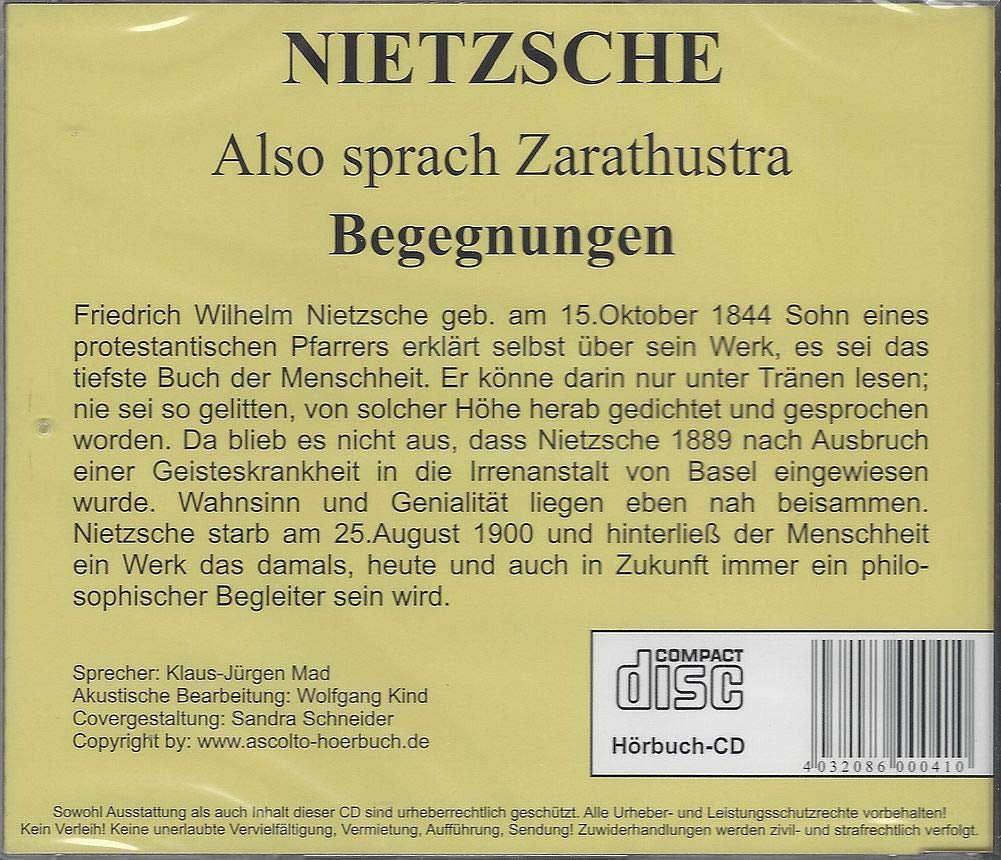 NIETZSCHE
Also sprach Zarathustra
Begegnungen
Friedrich Wilhelm Nietzsche geb. am 15.Oktober 1844 Sohn eines
protestantischen Pfarrers erklärt selbst über sein Werk, es sei das
tiefste Buch der Menschheit. Er könne darin nur unter Tränen lesen;
nie sei so gelitten, von solcher Höhe herab gedichtet und gesprochen
worden. Da blieb es nicht aus, dass Nietzsche 1889 nach Ausbruch
einer Geisteskrankheit in die Irrenanstalt von Basel eingewiesen
wurde. Wahnsinn und Genialität liegen eben nah beisammen.
Nietzsche starb am 25.August 1900 und hinterließ der Menschheit
ein Werk das damals, heute und auch in Zukunft immer ein philo-
sophischer Begleiter sein wird.
Sprecher: Klaus-Jürgen Mad
Akustische Bearbeitung: Wolfgang Kind
Covergestaltung: Sandra Schneider
Copyright by: www.ascolto-hoerbuch.de
COMPACT
disc
Hörbuch-CD
4 032086 000410
Sowohl Ausstattung als auch Inhalt dieser CD sind urheberrechtlich geschützt. Alle Urheber- und Leistungsschutzrechte vorbehalten!
Kein Verleih! Keine unerlaubte Vervielfältigung, Vermietung, Aufführung, Sendung! Zuwiderhandlungen werden zivil- und strafrechtlich verfolgt.